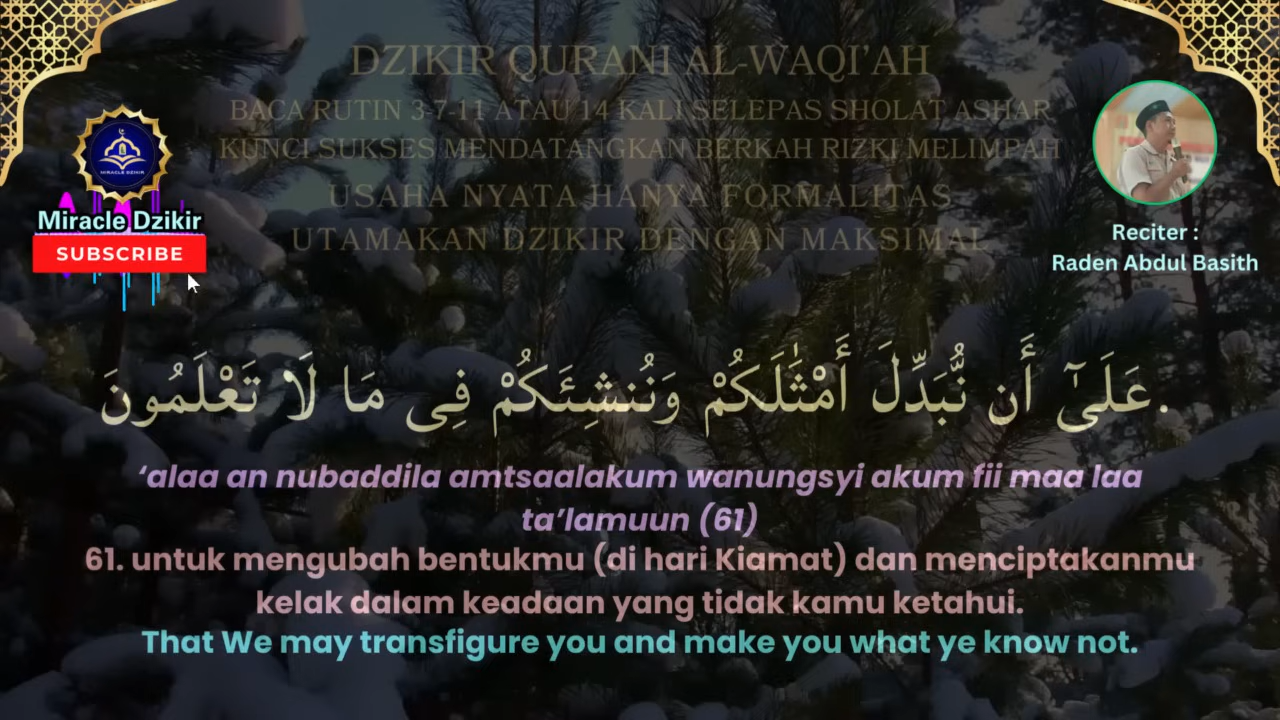 DZIKIR QURANI AL-WAQI'AH
BACA RUTIN 3-7-11 ATAU 14 KALI SELEPAS SHOLAT ASHAR
KUNCI SUKSES MENDATANGKAN BERKAH RIZKI MELIMPAH
USAHA NYATA HANYA FORMALITAS
UTAMAKAN DZIKIR DENGAN MAKSIMAL
MIRACLE DZIKIR
Miracle Dzikir
SUBSCRIBE
Reciter :
Raden Abdul Basith
عَلَىٰٓ أَن نُّبَدِّلَ أَمْثَٰلَكُمْ وَنُنشِئَكُمْ فِى مَا لَا تَعْلَمُونَ.
‘alaa an nubaddila amtsaalakum wanungsyi akum fii maa laa
ta’lamuun (61)
61. untuk mengubah bentukmu (di hari Kiamat) dan menciptakanmu
kelak dalam keadaan yang tidak kamu ketahui.
That We may transfigure you and make you what ye know not.